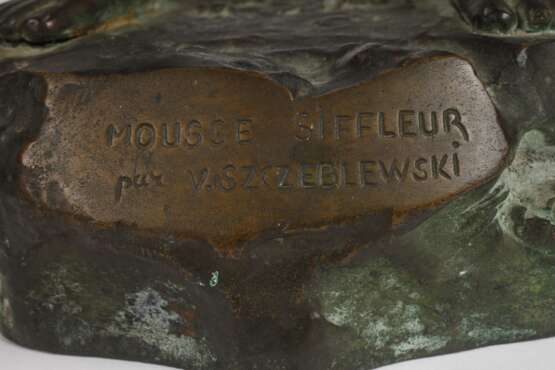 MOUSSE SIFFLEUR
par V. SZCZEBLEWSKI